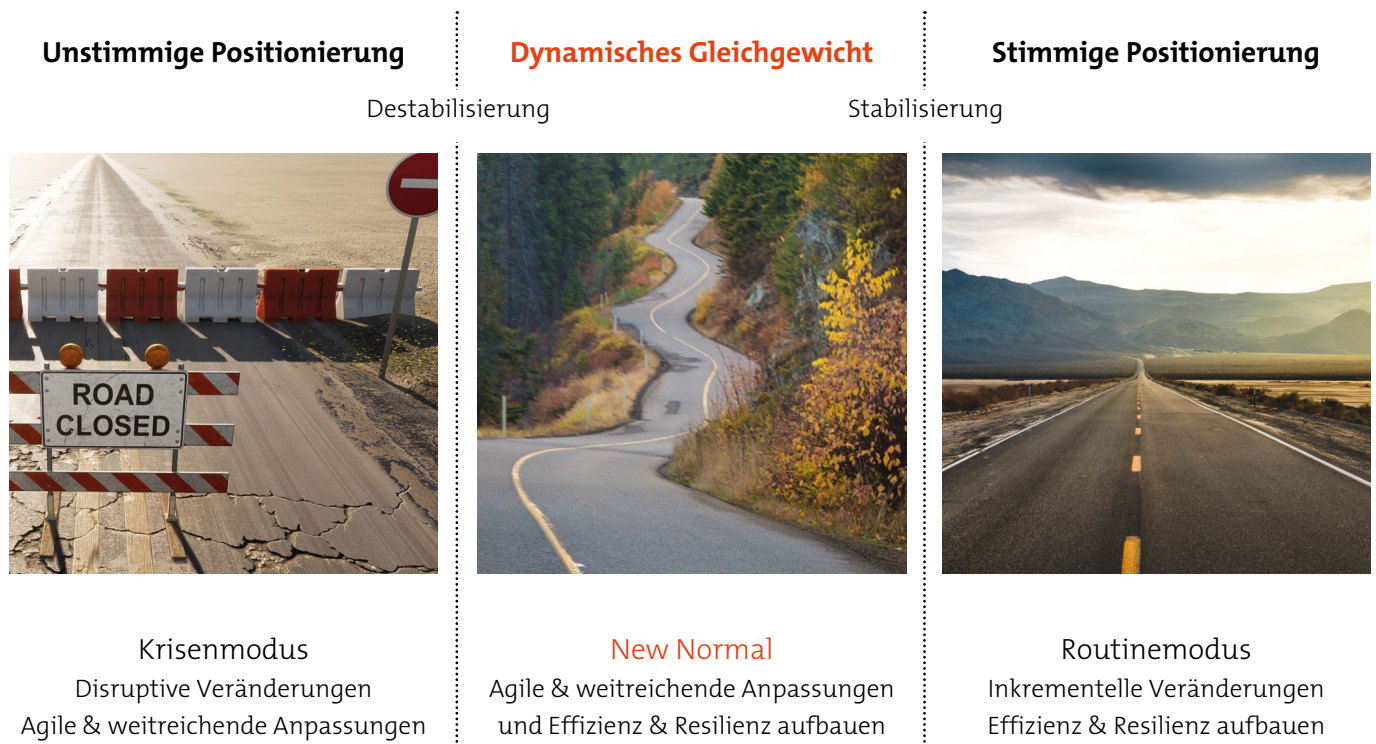 Unstimmige Positionierung
Dynamisches Gleichgewicht
Stimmige Positionierung
Destabilisierung
Stabilisierung
ROAD
CLOSED
Krisenmodus
Disruptive Veränderungen
Agile & weitreichende Anpassungen
New Normal
Agile & weitreichende Anpassungen
und Effizienz & Resilienz aufbauen
Routinemodus
Inkrementelle Veränderungen
Effizienz & Resilienz aufbauen